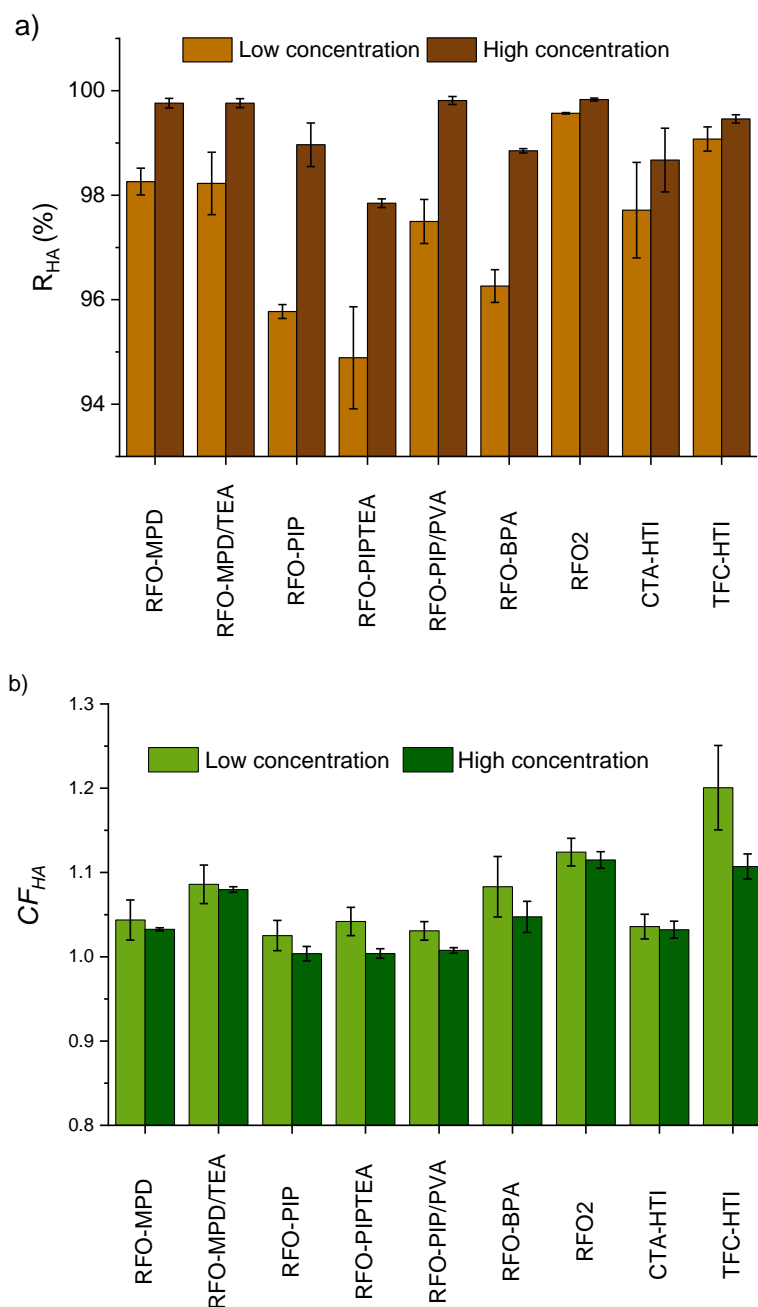 a)
Low concentration High concentration
100
98
96
94
R_HA (%)
RFO-MPD
RFO-MPD/TEA
RFO-PIP
RFO-PIPTEA
RFO-PIP/PVA
RFO-BPA
RFO2
CTA-HTI
TFC-HTI
b)
1.3
Low concentration High concentration
1.2
1.1
1.0
0.9
0.8
CF_HA
RFO-MPD
RFO-MPD/TEA
RFO-PIP
RFO-PIPTEA
RFO-PIP/PVA
RFO-BPA
RFO2
CTA-HTI
TFC-HTI